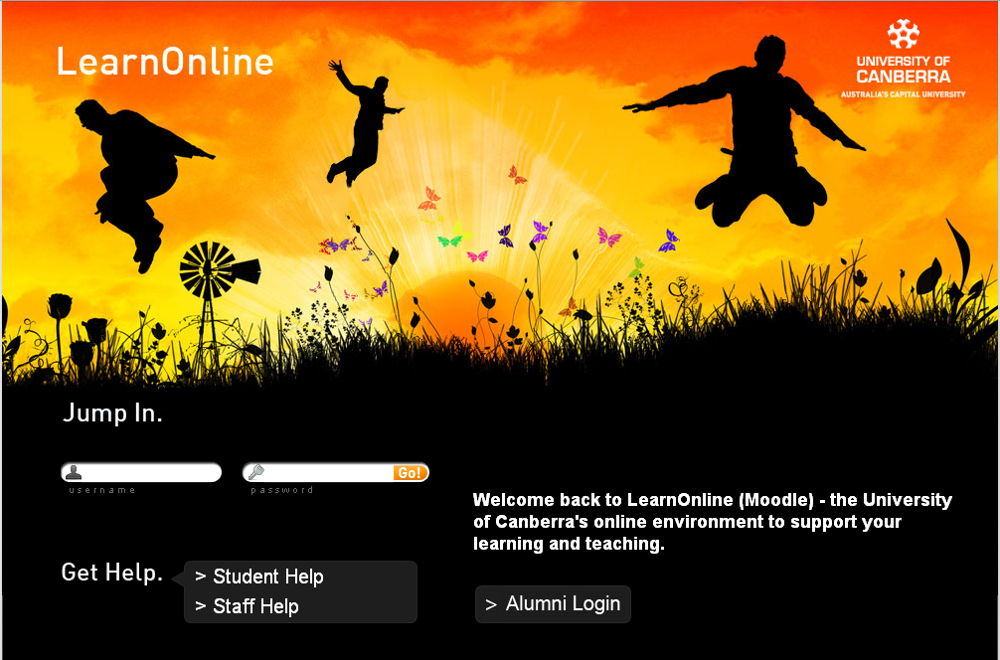 LearnOnline
UNIVERSITY OF
CANBERRA
AUSTRALIA'S CAPITAL UNIVERSITY
Jump In.
Go!
username
password
Welcome back to LearnOnline (Moodle) - the University
of Canberra's online environment to support your
learning and teaching.
Get Help.
> Student Help
> Staff Help
> Alumni Login